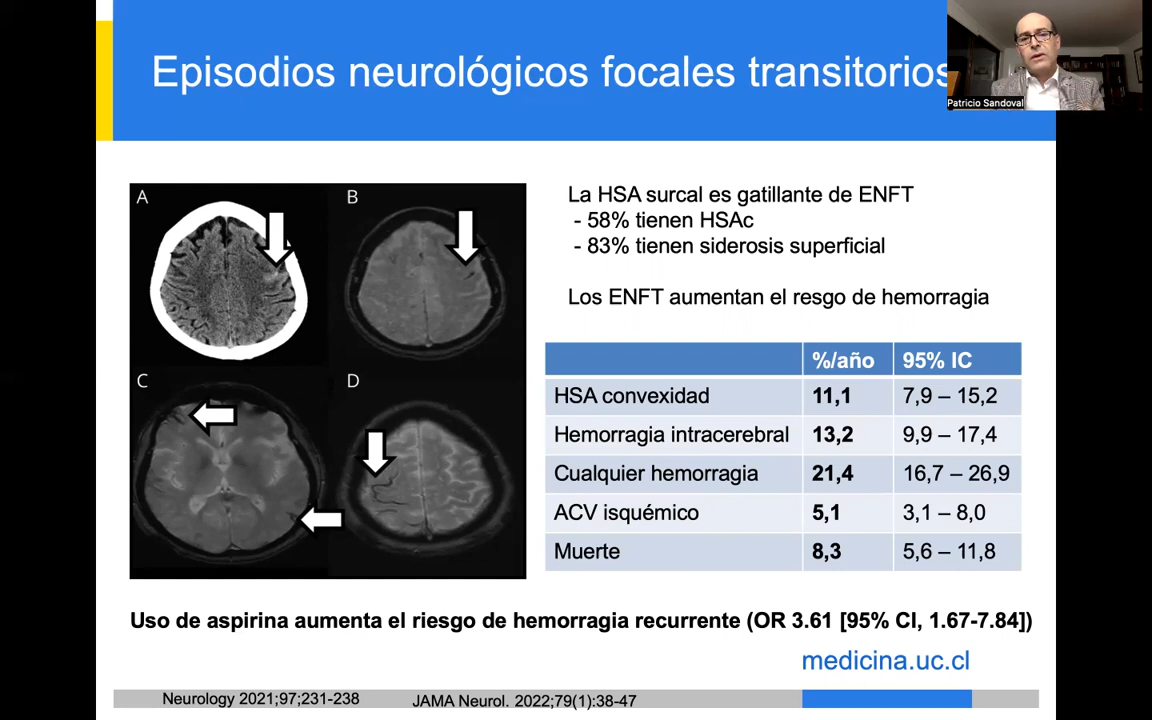 Episodios neurológicos focales transitorios
Patricio Sandoval
A
B
C
D
La HSA surcal es gatillante de ENFT
- 58% tienen HSAc
- 83% tienen siderosis superficial
Los ENFT aumentan el resgo de hemorragia
%/año 95% IC
HSA convexidad 11,1 7,9 – 15,2
Hemorragia intracerebral 13,2 9,9 – 17,4
Cualquier hemorragia 21,4 16,7 – 26,9
ACV isquémico 5,1 3,1 – 8,0
Muerte 8,3 5,6 – 11,8
Uso de aspirina aumenta el riesgo de hemorragia recurrente (OR 3.61 [95% CI, 1.67-7.84])
medicina.uc.cl
Neurology 2021;97;231-238
JAMA Neurol. 2022;79(1):38-47